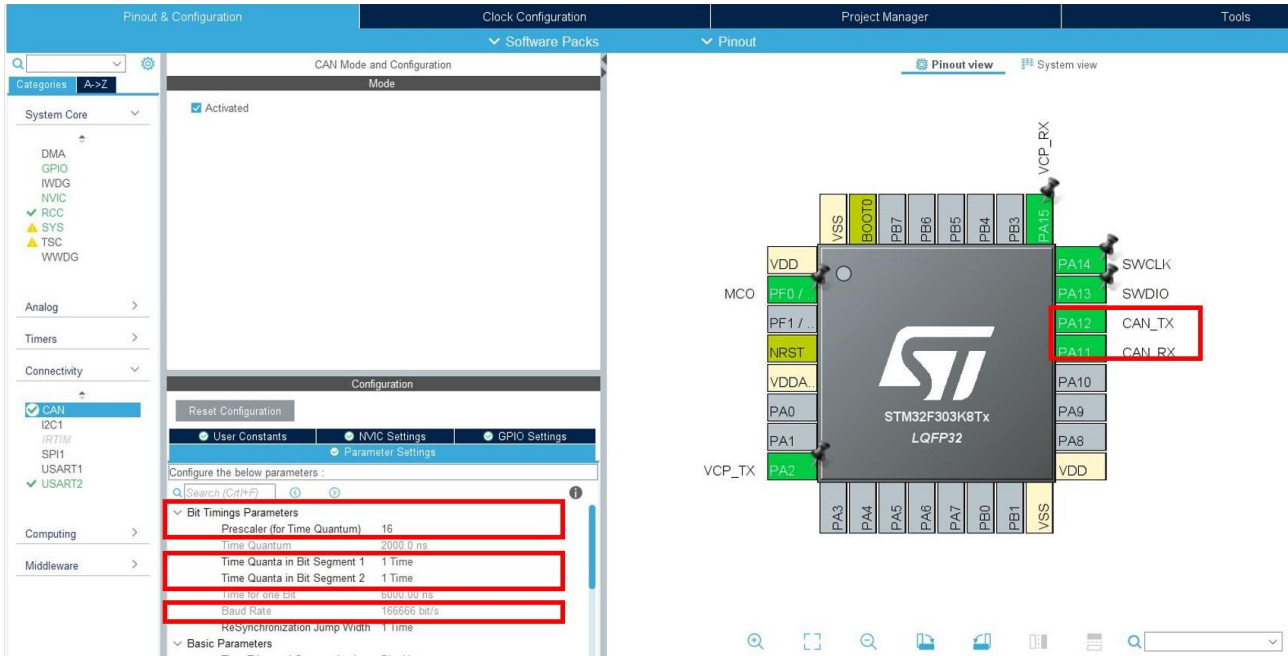 Pinout & Configuration
Clock Configuration
Project Manager
Tools
Software Packs
Pinout
CAN Mode and Configuration
Mode
Categories
A->Z
Activated
System Core
DMA
GPIO
IWDG
NVIC
RCC
SYS
TSC
WWDG
Analog
Timers
Connectivity
CAN
I2C1
IRTIM
SPI1
USART1
USART2
Computing
Middleware
Configuration
Reset Configuration
User Constants
NVIC Settings
GPIO Settings
Parameter Settings
Configure the below parameters :
Search (Crtl+F)
Bit Timings Parameters
Prescaler (for Time Quantum) 16
Time Quantum 2000.0 ns
Time Quanta in Bit Segment 1 1 Time
Time Quanta in Bit Segment 2 1 Time
Time for one Bit 6000.00 ns
Baud Rate 166666 bit/s
ReSynchronization Jump Width 1 Time
Basic Parameters
Pinout view
System view
VCP_RX
VSS
BOOT0
PB7
PB6
PB5
PB4
PB3
PA15
VDD
MCO PF0 / ..
PF1 / ..
NRST
VDDA..
PA0
PA1
VCP_TX PA2
PA14 SWCLK
PA13 SWDIO
PA12 CAN_TX
PA11 CAN_RX
PA10
PA9
PA8
VDD
STM32F303K8Tx
LQFP32
PA3
PA4
PA5
PA6
PA7
PB0
PB1
VSS